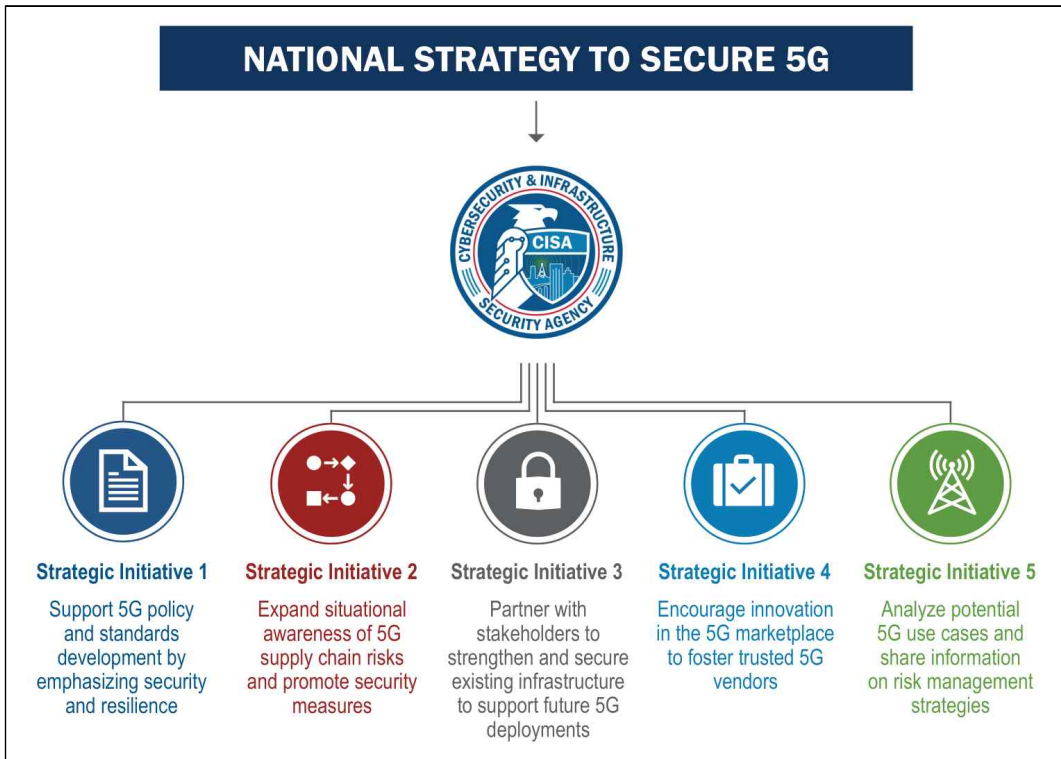 NATIONAL STRATEGY TO SECURE 5G
CYBERSECURITY & INFRASTRUCTURE
CISA
SECURITY AGENCY
Strategic Initiative 1
Support 5G policy
and standards
development by
emphasizing security
and resilience
Strategic Initiative 2
Expand situational
awareness of 5G
supply chain risks
and promote security
measures
Strategic Initiative 3
Partner with
stakeholders to
strengthen and secure
existing infrastructure
to support future 5G
deployments
Strategic Initiative 4
Encourage innovation
in the 5G marketplace
to foster trusted 5G
vendors
Strategic Initiative 5
Analyze potential
5G use cases and
share information
on risk management
strategies